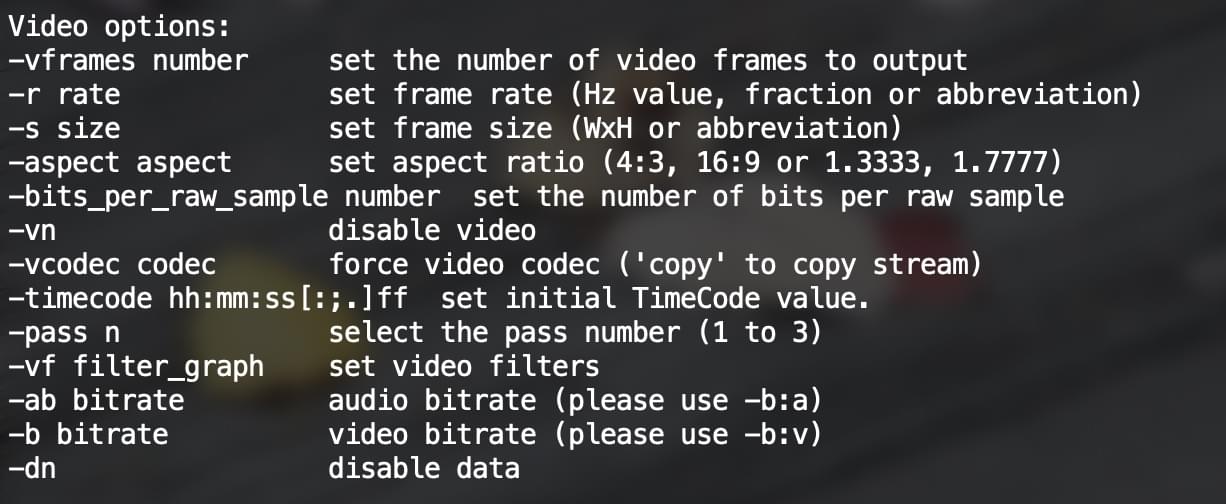 Video options:
-vframes number     set the number of video frames to output
-r rate             set frame rate (Hz value, fraction or abbreviation)
-s size             set frame size (WxH or abbreviation)
-aspect aspect      set aspect ratio (4:3, 16:9 or 1.3333, 1.7777)
-bits_per_raw_sample number  set the number of bits per raw sample
-vn                 disable video
-vcodec codec       force video codec ('copy' to copy stream)
-timecode hh:mm:ss[:;.]ff  set initial TimeCode value.
-pass n             select the pass number (1 to 3)
-vf filter_graph    set video filters
-ab bitrate         audio bitrate (please use -b:a)
-b bitrate          video bitrate (please use -b:v)
-dn                 disable data